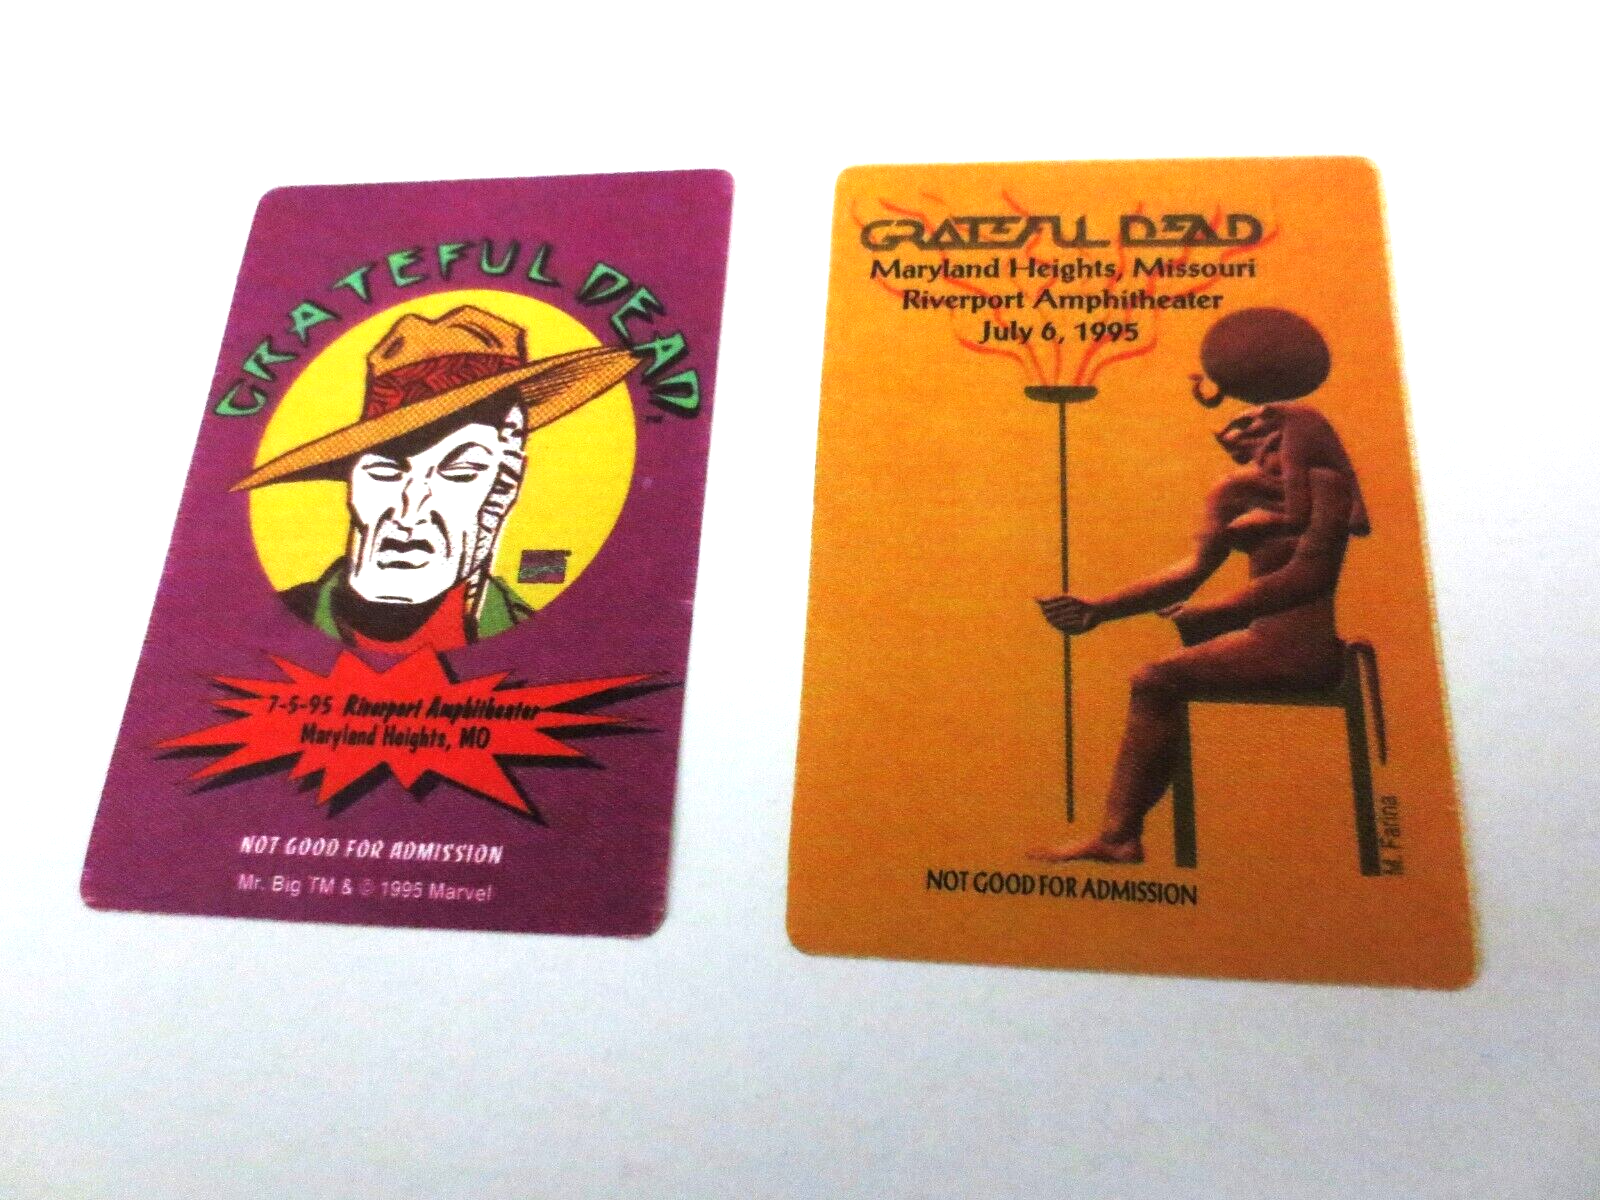 GRATEFUL DEAD
7-5-95 Riverport Amphitheater
Maryland Heights, MO
NOT GOOD FOR ADMISSION
Mr. Big TM & © 1995 Marvel
GRATEFUL DEAD
Maryland Heights, Missouri
Riverport Amphitheater
July 6, 1995
M. Farina
NOT GOOD FOR ADMISSION